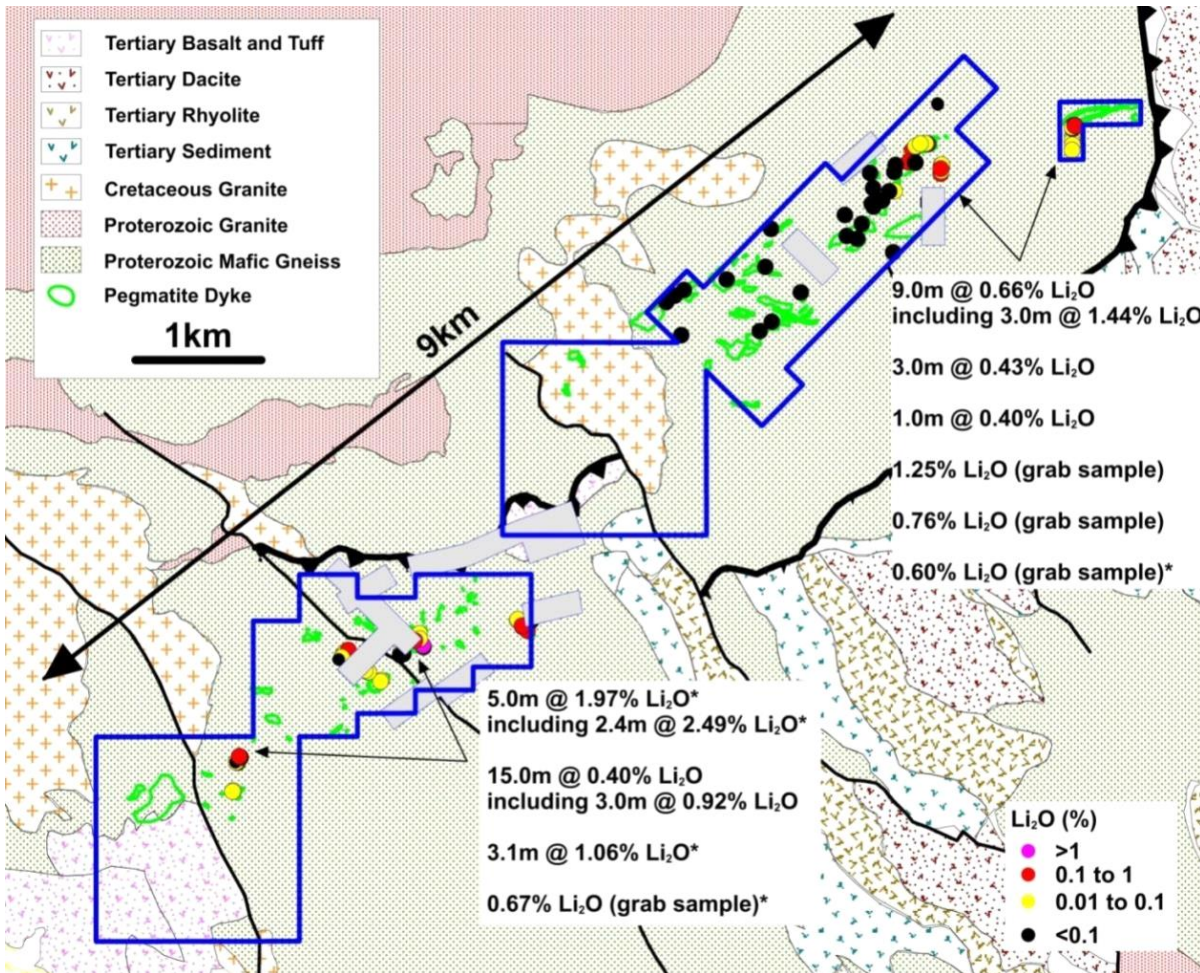 Tertiary Basalt and Tuff
Tertiary Dacite
Tertiary Rhyolite
Tertiary Sediment
Cretaceous Granite
Proterozoic Granite
Proterozoic Mafic Gneiss
Pegmatite Dyke
1km
9km
9.0m @ 0.66% Li₂O
including 3.0m @ 1.44% Li₂O
3.0m @ 0.43% Li₂O
1.0m @ 0.40% Li₂O
1.25% Li₂O (grab sample)
0.76% Li₂O (grab sample)
0.60% Li₂O (grab sample)*
5.0m @ 1.97% Li₂O*
including 2.4m @ 2.49% Li₂O*
15.0m @ 0.40% Li₂O
including 3.0m @ 0.92% Li₂O
3.1m @ 1.06% Li₂O*
0.67% Li₂O (grab sample)*
Li₂O (%)
>1
0.1 to 1
0.01 to 0.1
<0.1